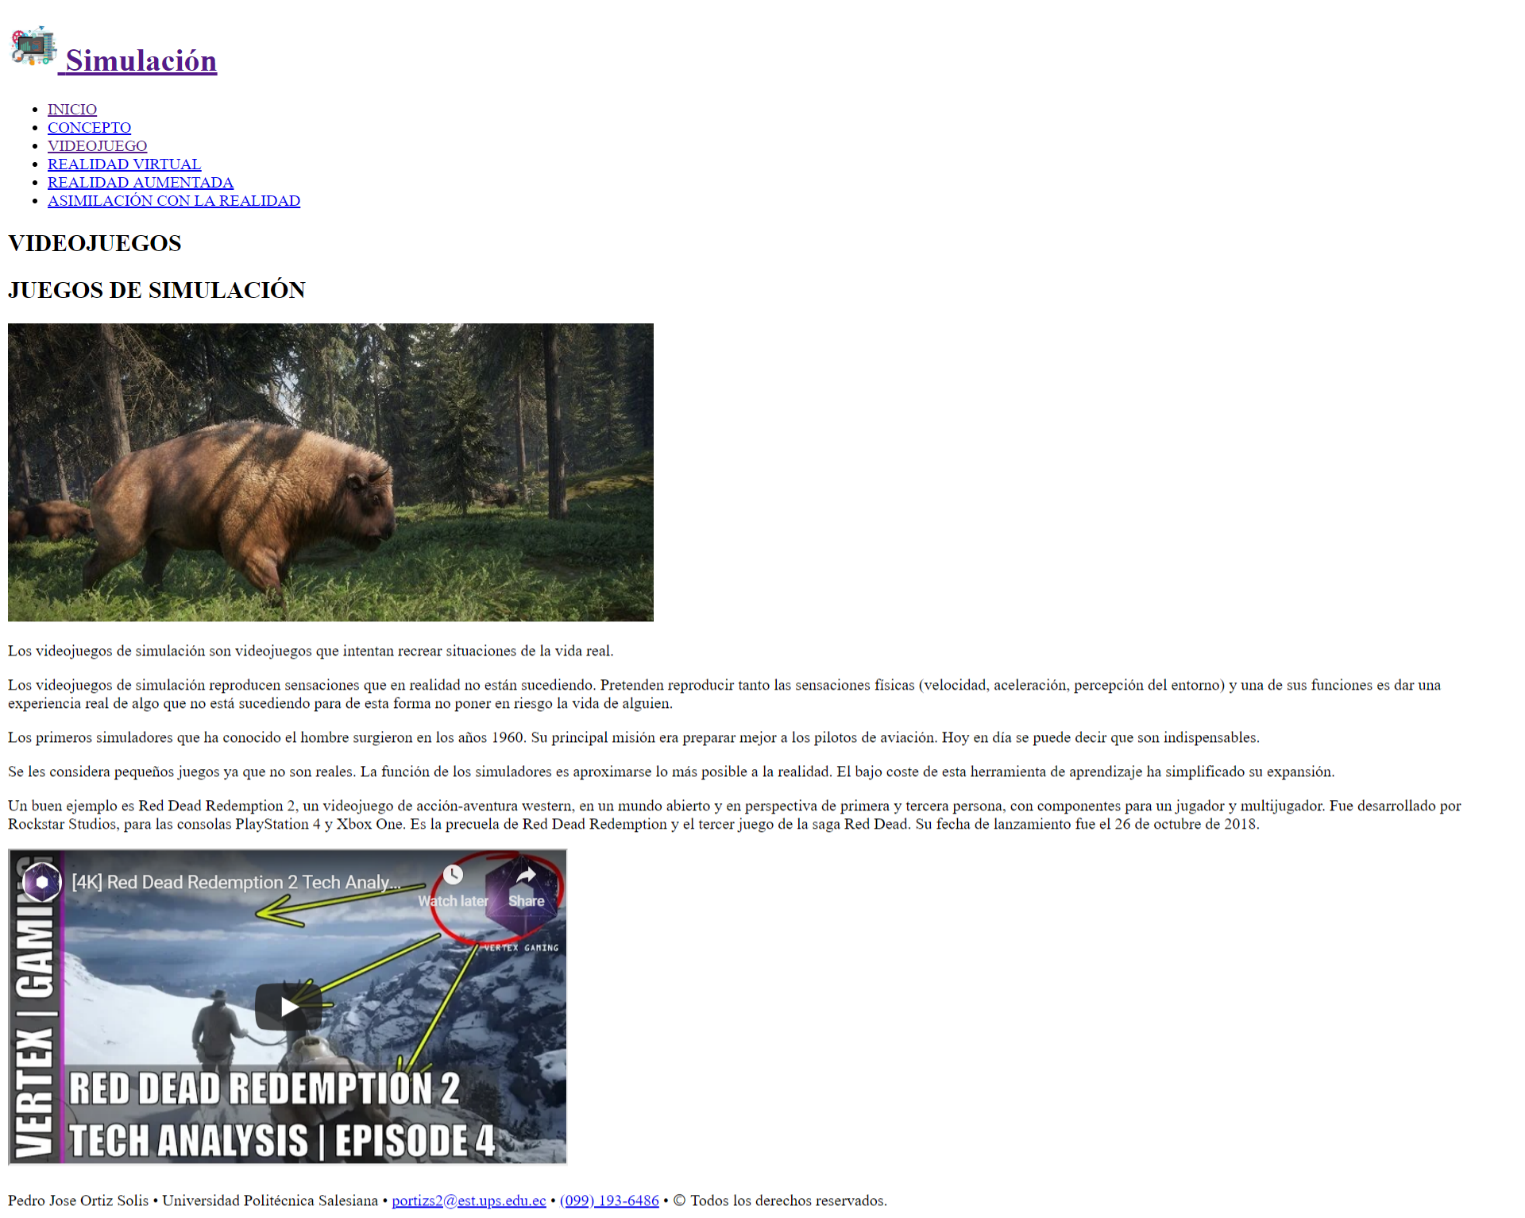 Simulación
INICIO
CONCEPTO
VIDEOJUEGO
REALIDAD VIRTUAL
REALIDAD AUMENTADA
ASIMILACIÓN CON LA REALIDAD
VIDEOJUEGOS
JUEGOS DE SIMULACIÓN
Los videojuegos de simulación son videojuegos que intentan recrear situaciones de la vida real.
Los videojuegos de simulación reproducen sensaciones que en realidad no están sucediendo. Pretenden reproducir tanto las sensaciones físicas (velocidad, aceleración, percepción del entorno) y una de sus funciones es dar una
experiencia real de algo que no está sucediendo para de esta forma no poner en riesgo la vida de alguien.
Los primeros simuladores que ha conocido el hombre surgieron en los años 1960. Su principal misión era preparar mejor a los pilotos de aviación. Hoy en día se puede decir que son indispensables.
Se les considera pequeños juegos ya que no son reales. La función de los simuladores es aproximarse lo más posible a la realidad. El bajo coste de esta herramienta de aprendizaje ha simplificado su expansión.
Un buen ejemplo es Red Dead Redemption 2, un videojuego de acción-aventura western, en un mundo abierto y en perspectiva de primera y tercera persona, con componentes para un jugador y multijugador. Fue desarrollado por
Rockstar Studios, para las consolas PlayStation 4 y Xbox One. Es la precuela de Red Dead Redemption y el tercer juego de la saga Red Dead. Su fecha de lanzamiento fue el 26 de octubre de 2018.
[4K] Red Dead Redemption 2 Tech Analy...
Watch later
Share
VERTEX GAMING
VERTEX | GAMING
RED DEAD REDEMPTION 2
TECH ANALYSIS | EPISODE 4
Pedro Jose Ortiz Solis • Universidad Politécnica Salesiana • portizs2@est.ups.edu.ec • (099) 193-6486 • © Todos los derechos reservados.